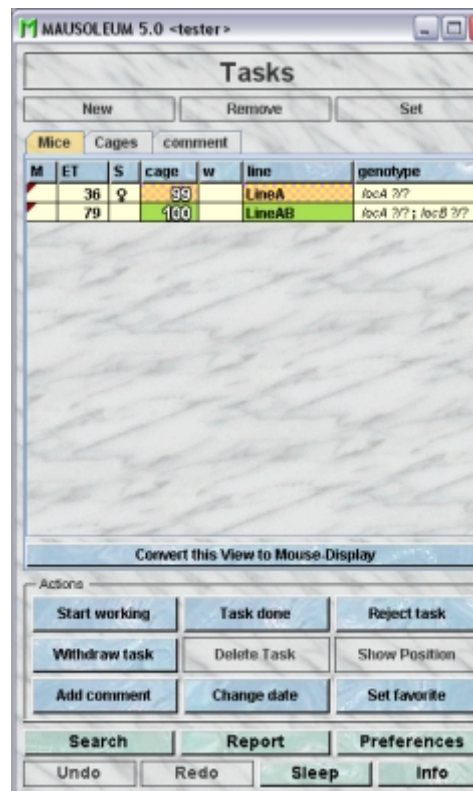 MAUSOLEUM 5.0 <tester>
Tasks
New Remove Set
Mice Cages comment
M ET S cage w line genotype
36 ♀ 99 LineA locA ?/?
79 100 LineAB locA ?/? ; locB ?/?
Convert this View to Mouse-Display
Actions
Start working Task done Reject task
Withdraw task Delete Task Show Position
Add comment Change date Set favorite
Search Report Preferences
Undo Redo Sleep Info